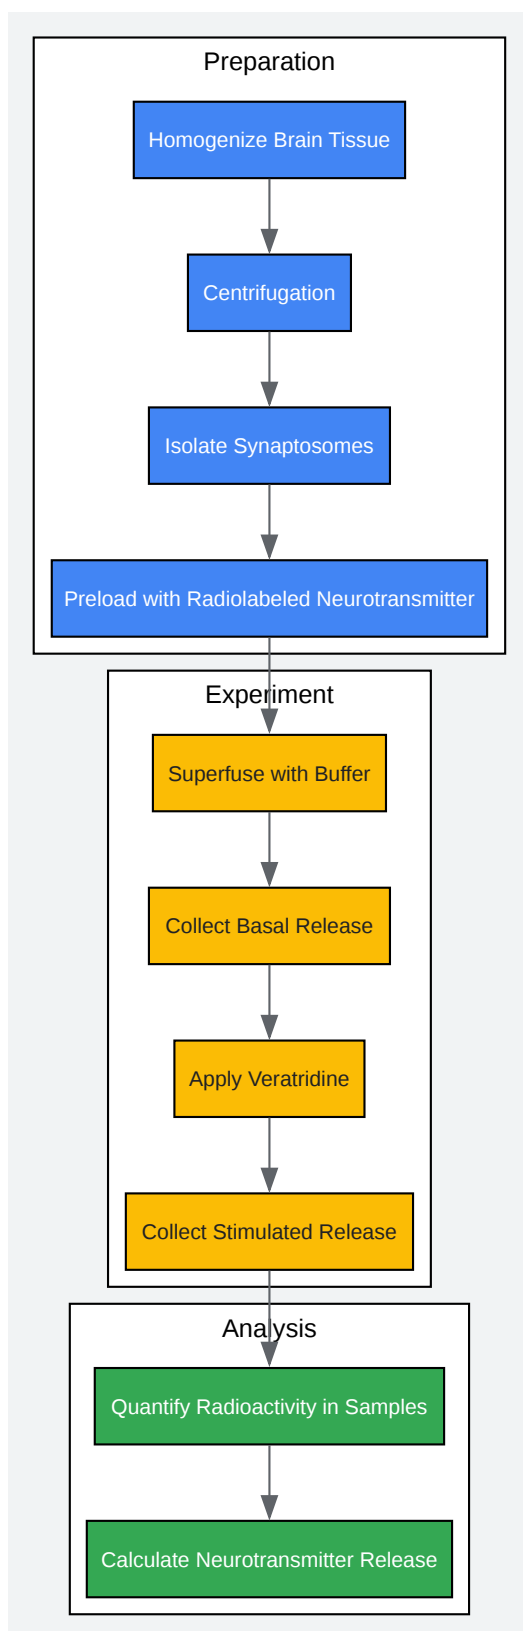 Preparation
Homogenize Brain Tissue
Centrifugation
Isolate Synaptosomes
Preload with Radiolabeled Neurotransmitter
Experiment
Superfuse with Buffer
Collect Basal Release
Apply Veratridine
Collect Stimulated Release
Analysis
Quantify Radioactivity in Samples
Calculate Neurotransmitter Release